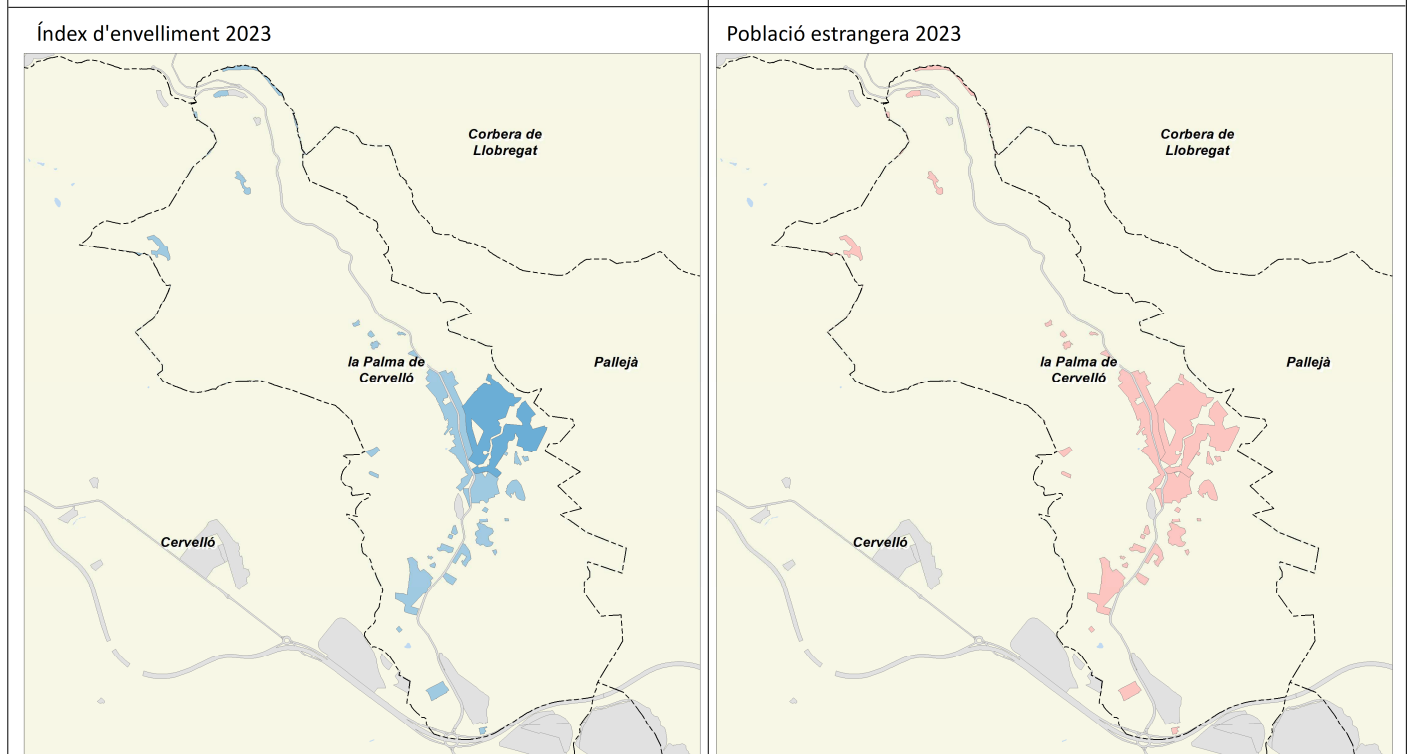 Índex d'envelliment 2023
Corbera de
Llobregat
la Palma de
Cervelló
Pallejà
Cervelló
Població estrangera 2023
Corbera de
Llobregat
la Palma de
Cervelló
Pallejà
Cervelló